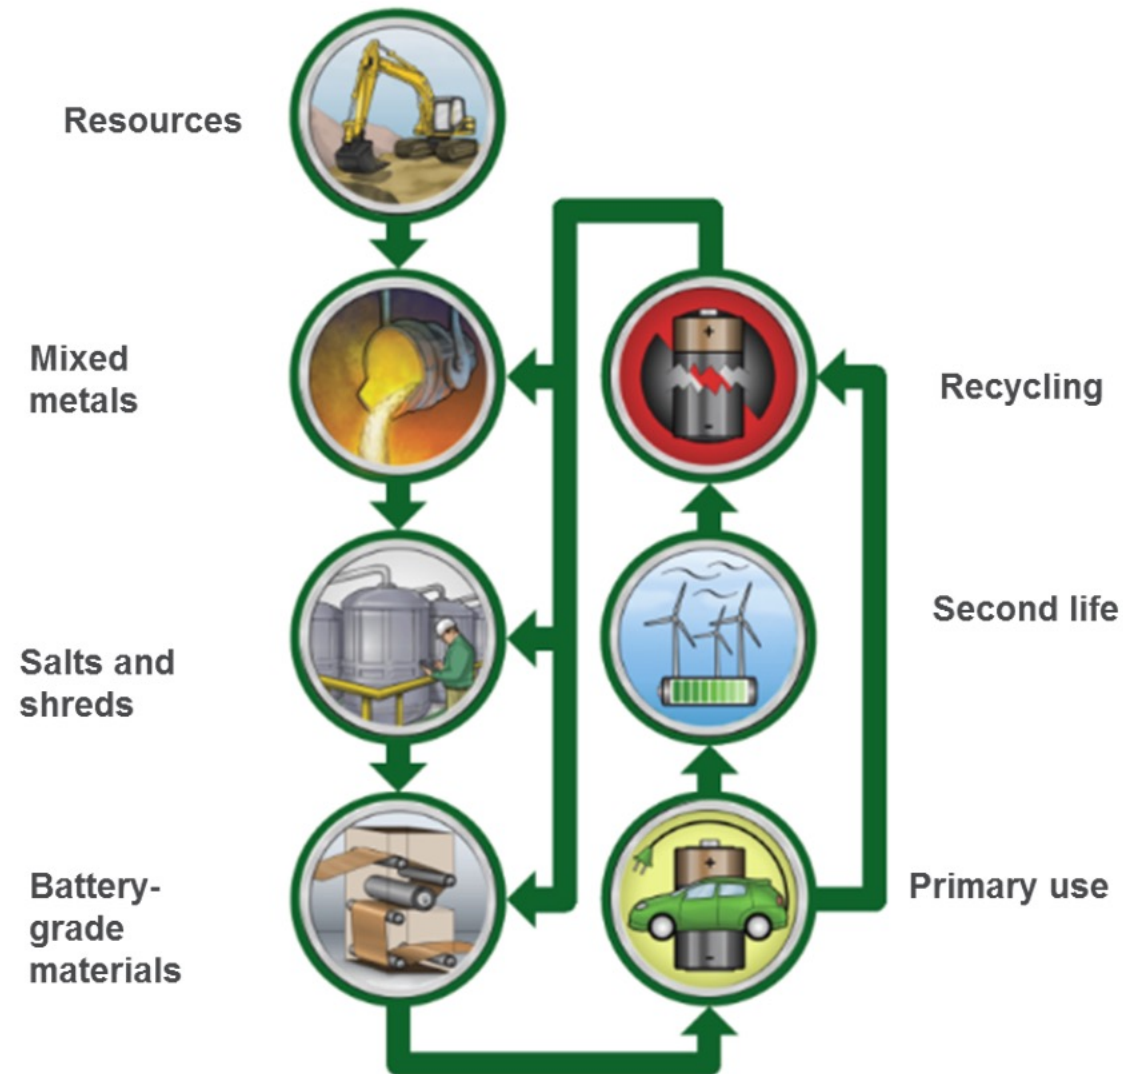 Resources
Mixed
metals
Recycling
Second life
Salts and
shreds
Battery-
grade
materials
Primary use